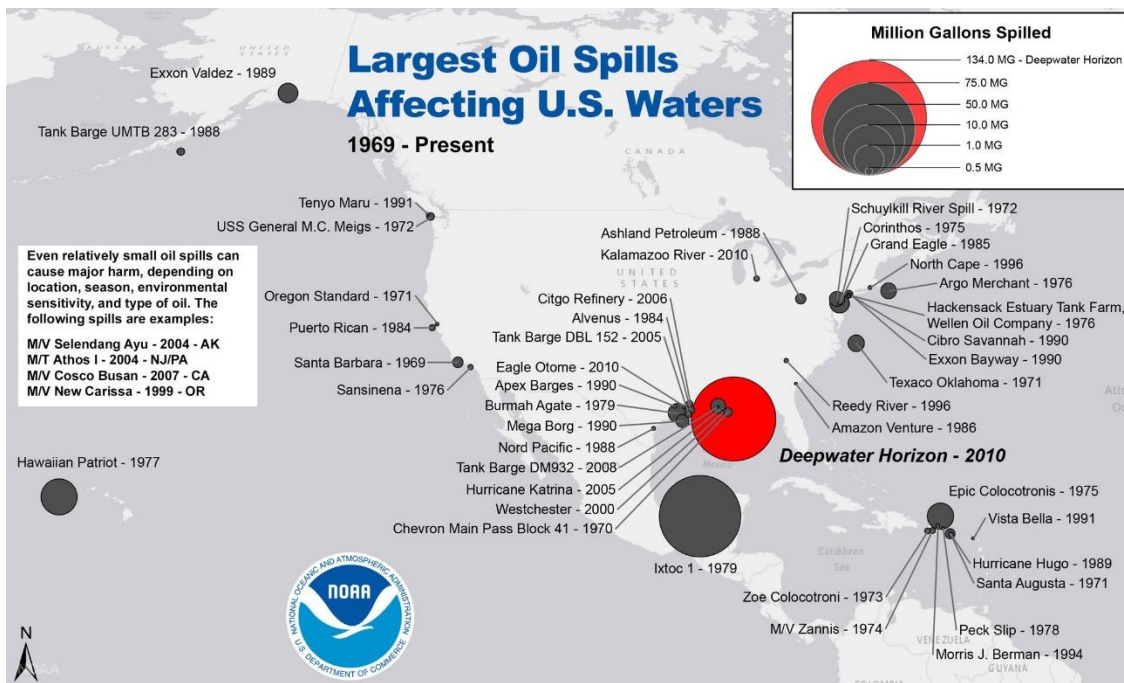 Largest Oil Spills
Affecting U.S. Waters
1969 - Present
Million Gallons Spilled
134.0 MG - Deepwater Horizon
75.0 MG
50.0 MG
10.0 MG
1.0 MG
0.5 MG
RUSSIA
UNITED
STATES
CANADA
Exxon Valdez - 1989
Tank Barge UMTB 283 - 1988
Tenyo Maru - 1991
USS General M.C. Meigs - 1972
Even relatively small oil spills can
cause major harm, depending on
location, season, environmental
sensitivity, and type of oil. The
following spills are examples:
M/V Selendang Ayu - 2004 - AK
M/T Athos I - 2004 - NJ/PA
M/V Cosco Busan - 2007 - CA
M/V New Carissa - 1999 - OR
Oregon Standard - 1971
Puerto Rican - 1984
Santa Barbara - 1969
Sansinena - 1976
Hawaiian Patriot - 1977
Ashland Petroleum - 1988
Kalamazoo River - 2010
UNITED
STATES
Citgo Refinery - 2006
Alvenus - 1984
Tank Barge DBL 152 - 2005
Eagle Otome - 2010
Apex Barges - 1990
Burmah Agate - 1979
Mega Borg - 1990
Nord Pacific - 1988
Tank Barge DM932 - 2008
Hurricane Katrina - 2005
Westchester - 2000
Chevron Main Pass Block 41 - 1970
Schuylkill River Spill - 1972
Corinthos - 1975
Grand Eagle - 1985
North Cape - 1996
Argo Merchant - 1976
Hackensack Estuary Tank Farm,
Wellen Oil Company - 1976
Cibro Savannah - 1990
Exxon Bayway - 1990
Texaco Oklahoma - 1971
Reedy River - 1996
Amazon Venture - 1986
Mexico
Deepwater Horizon - 2010
Ixtoc 1 - 1979
Epic Colocotronis - 1975
Vista Bella - 1991
Hurricane Hugo - 1989
Santa Augusta - 1971
Caribbean
Sea
Zoe Colocotroni - 1973
M/V Zannis - 1974
Peck Slip - 1978
Morris J. Berman - 1994
VENEZUELA
GUYANA
COLOMBIA
NATIONAL OCEANIC AND ATMOSPHERIC ADMINISTRATION
NOAA
U.S. DEPARTMENT OF COMMERCE
N
NOAA